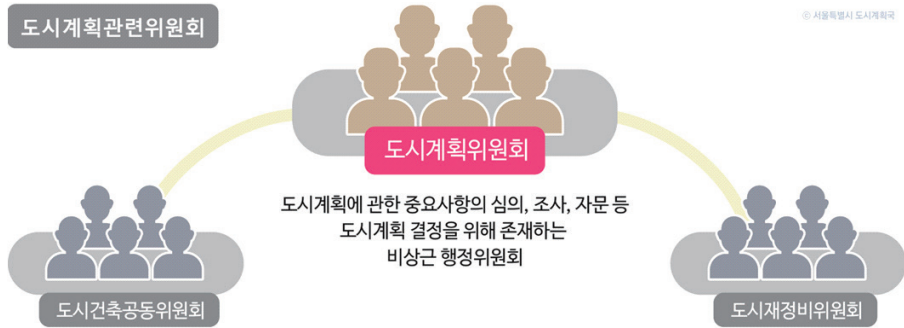 도시계획관련위원회
© 서울특별시 도시계획국
도시계획위원회
도시계획에 관한 중요사항의 심의, 조사, 자문 등
도시계획 결정을 위해 존재하는
비상근 행정위원회
도시건축공동위원회
도시재정비위원회